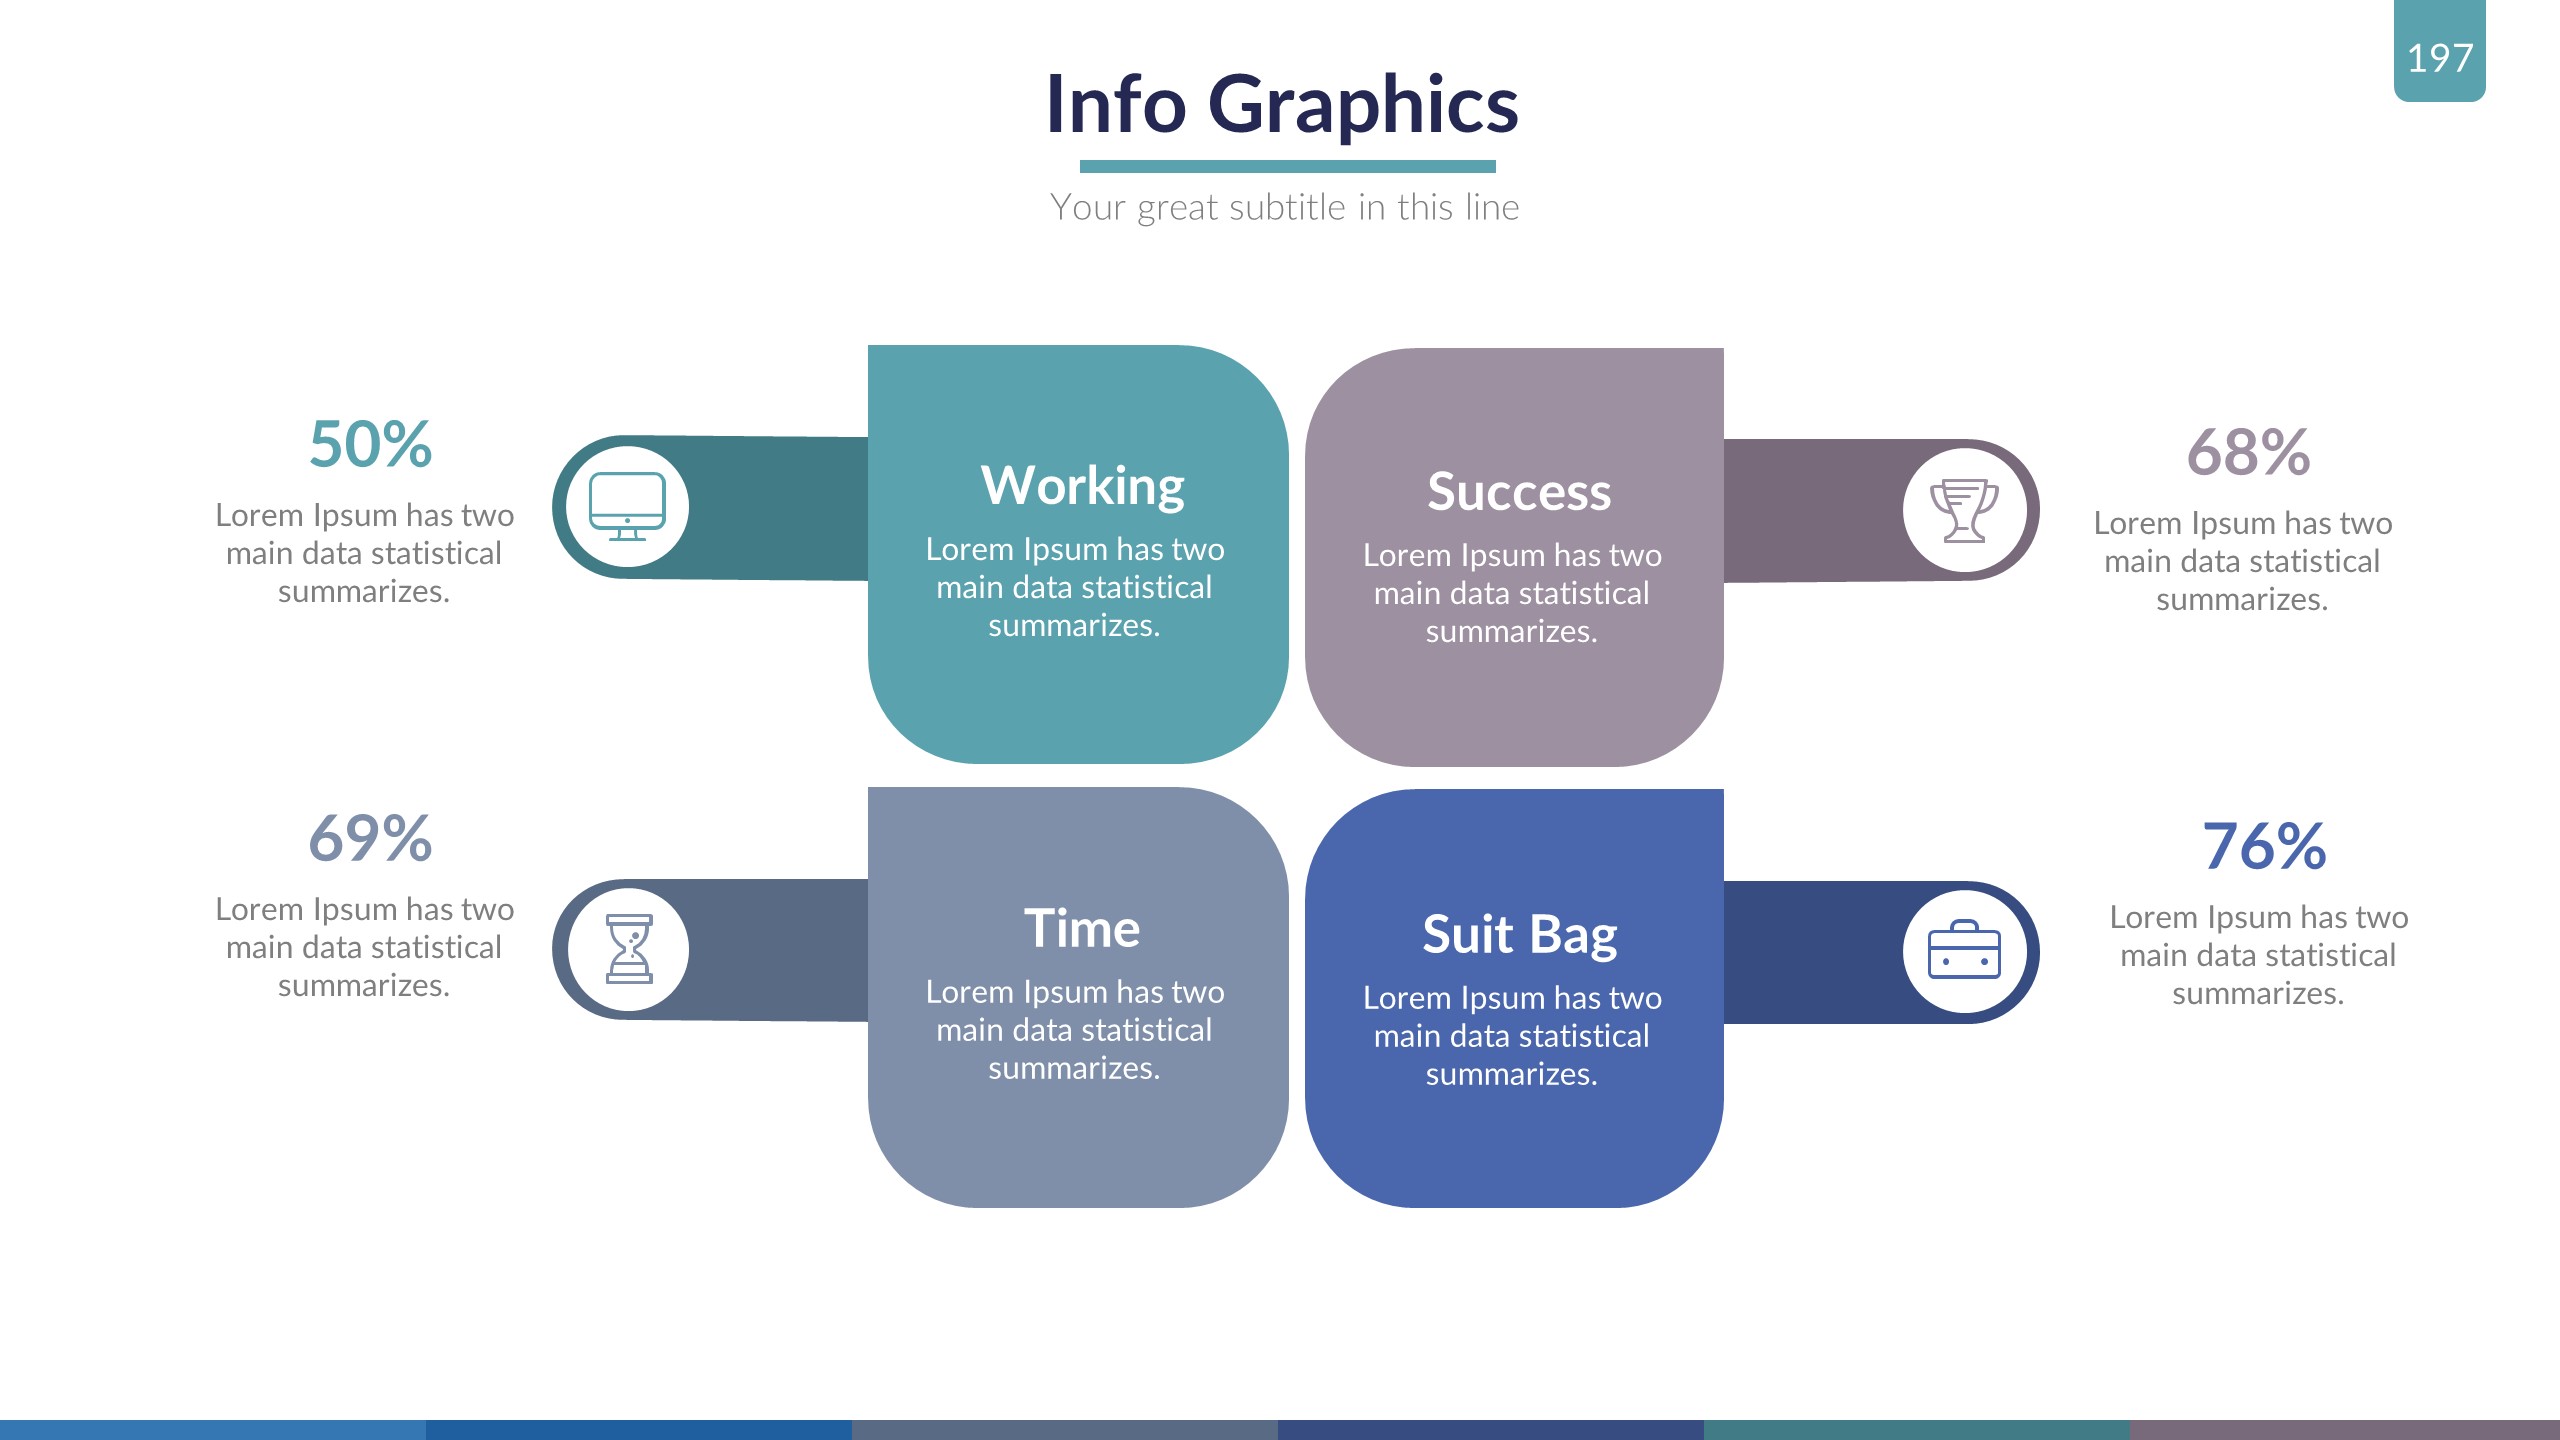 197
Info Graphics
Your great subtitle in this line
50%
Lorem Ipsum has two
main data statistical
summarizes.
Working
Lorem Ipsum has two
main data statistical
summarizes.
Success
Lorem Ipsum has two
main data statistical
summarizes.
68%
Lorem Ipsum has two
main data statistical
summarizes.
69%
Lorem Ipsum has two
main data statistical
summarizes.
Time
Lorem Ipsum has two
main data statistical
summarizes.
Suit Bag
Lorem Ipsum has two
main data statistical
summarizes.
76%
Lorem Ipsum has two
main data statistical
summarizes.